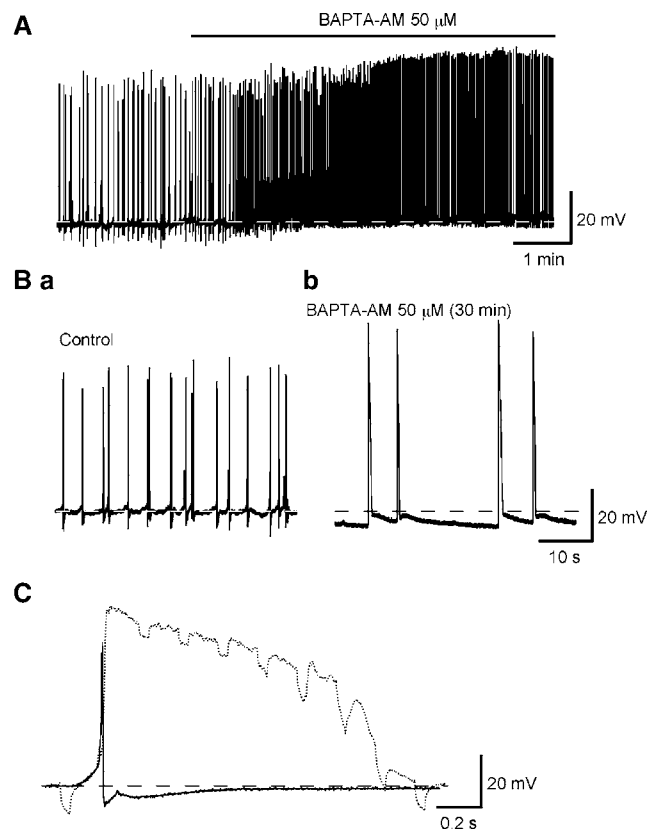 A
BAPTA-AM 50 μM
20 mV
1 min
B a
b
BAPTA-AM 50 μM (30 min)
Control
20 mV
10 s
C
20 mV
0.2 s